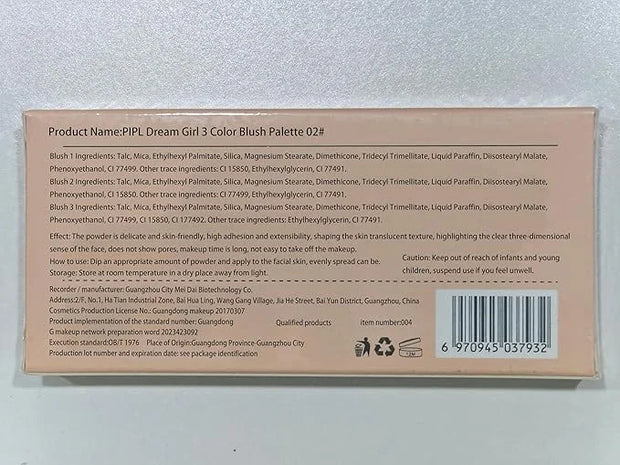 Product Name:PIPL Dream Girl 3 Color Blush Palette 02#
Blush 1 Ingredients: Talc, Mica, Ethylhexyl Palmitate, Silica, Magnesium Stearate, Dimethicone, Tridecyl Trimellitate, Liquid Paraffin, Diisostearyl Malate,
Phenoxyethanol, CI 77499. Other trace ingredients: CI 15850, Ethylhexylglycerin, CI 77491.
Blush 2 Ingredients: Talc, Mica, Ethylhexyl Palmitate, Silica, Magnesium Stearate, Dimethicone, Tridecyl Trimellitate, Liquid Paraffin, Diisostearyl Malate,
Phenoxyethanol, CI 15850. Other trace ingredients: CI 77499, Ethylhexylglycerin, CI 77491.
Blush 3 Ingredients: Talc, Mica, Ethylhexyl Palmitate, Silica, Magnesium Stearate, Dimethicone, Tridecyl Trimellitate, Liquid Paraffin, Diisostearyl Malate,
Phenoxyethanol, CI 77499, CI 15850, CI 177492. Other trace ingredients: Ethylhexylglycerin, CI 77491.
Effect: The powder is delicate and skin-friendly, high adhesion and extensibility, shaping the skin translucent texture, highlighting the clear three-dimensional
sense of the face, does not show pores, makeup time is long, not easy to take off the makeup.
How to use: Dip an appropriate amount of powder and apply to the facial skin, evenly spread can be.
Storage: Store at room temperature in a dry place away from light.
Caution: Keep out of reach of infants and young
children, suspend use if you feel unwell.
Recorder / manufacturer: Guangzhou City Mei Dai Biotechnology Co.
Address:2/F, No.1, Ha Tian Industrial Zone, Bai Hua Ling, Wang Gang Village, Jia He Street, Bai Yun District, Guangzhou, China
Cosmetics Production License No.: Guangdong makeup 20170307
Product implementation of the standard number: Guangdong
Qualified products
item number:004
G makeup network preparation word 2023423092
Execution standard:OB/T 1976 Place of Origin:Guangdong Province-Guangzhou City
Production lot number and expiration date: see package identification
6 970945 037932